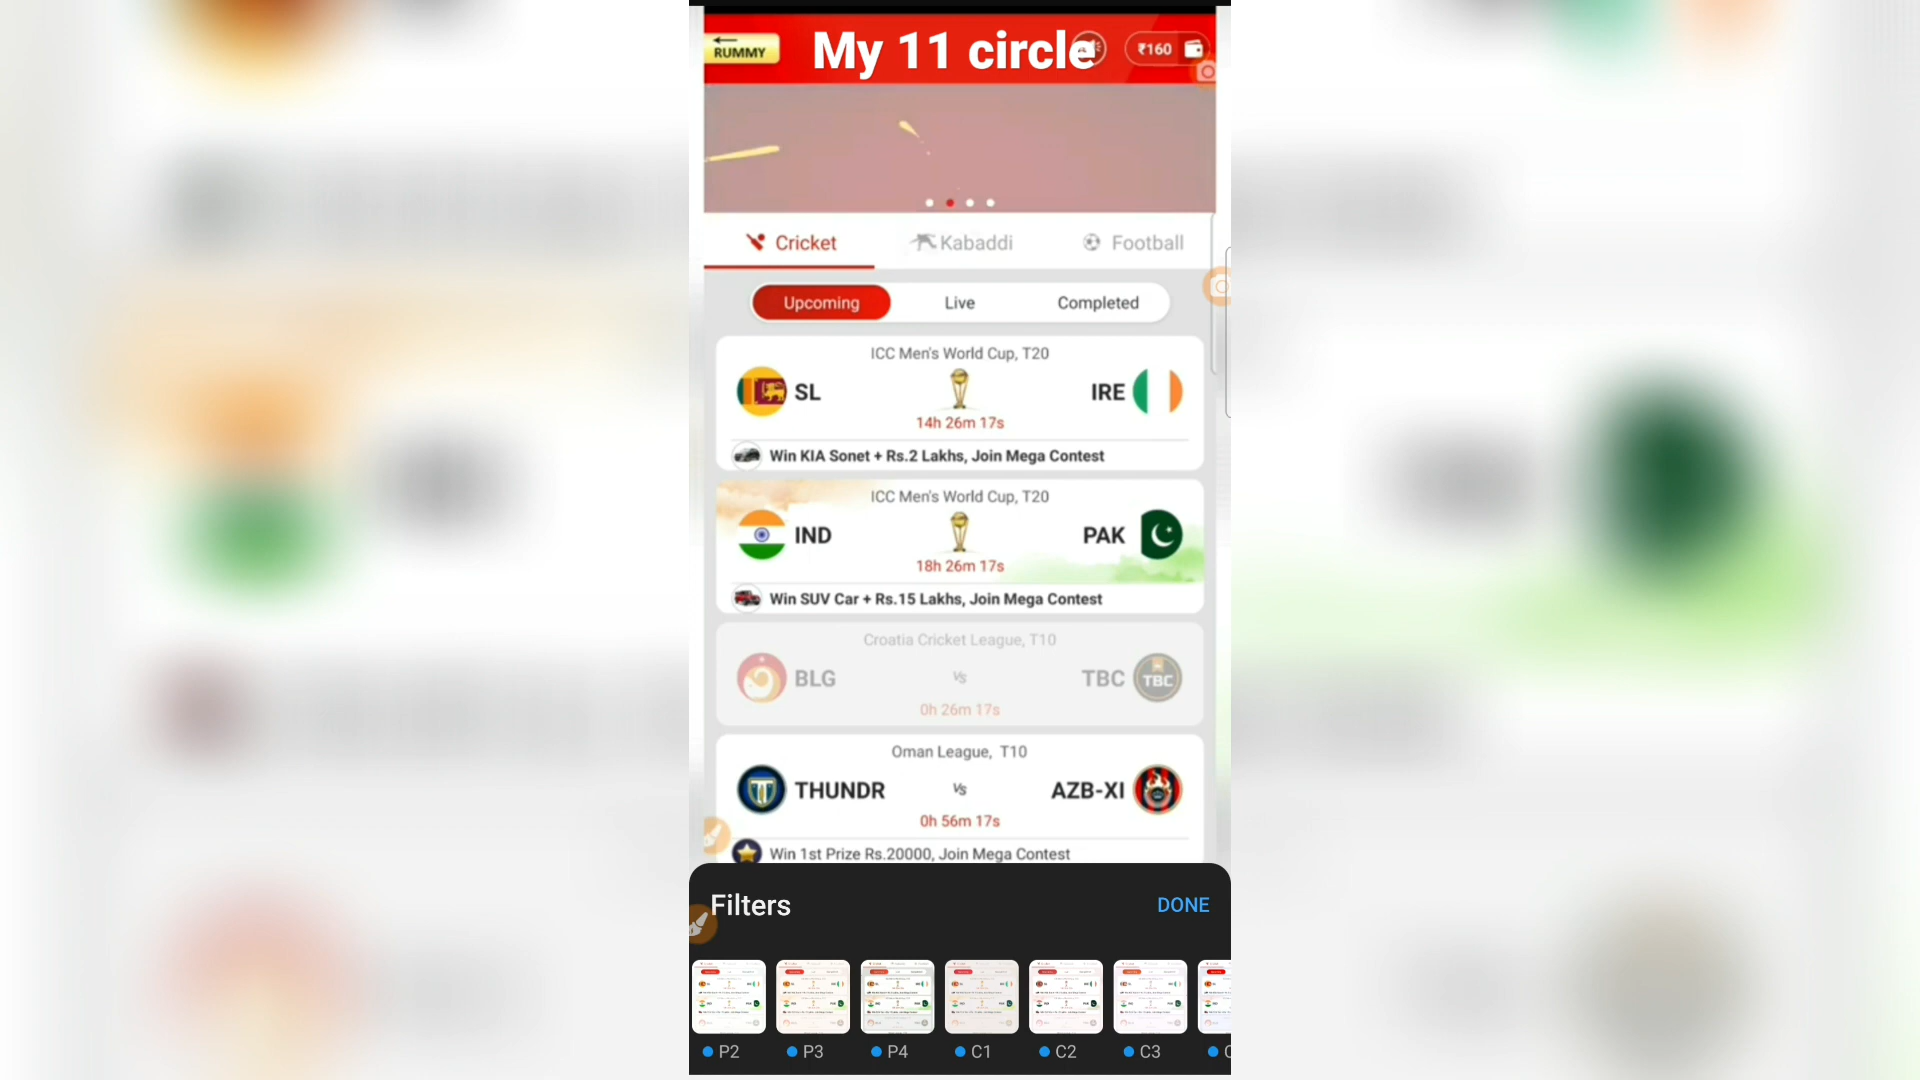 RUMMY
My 11 circle
₹160
Cricket
Kabaddi
Football
Upcoming
Live
Completed
ICC Men's World Cup, T20
SL
IRE
14h 26m 17s
Win KIA Sonet + Rs.2 Lakhs, Join Mega Contest
ICC Men's World Cup, T20
IND
PAK
18h 26m 17s
Win SUV Car + Rs.15 Lakhs, Join Mega Contest
Croatia Cricket League, T10
BLG
Vs
TBC
TBC
0h 26m 17s
Oman League, T10
THUNDR
Vs
AZB-XI
0h 56m 17s
Win 1st Prize Rs.20000, Join Mega Contest
Filters
DONE
P2
P3
P4
C1
C2
C3